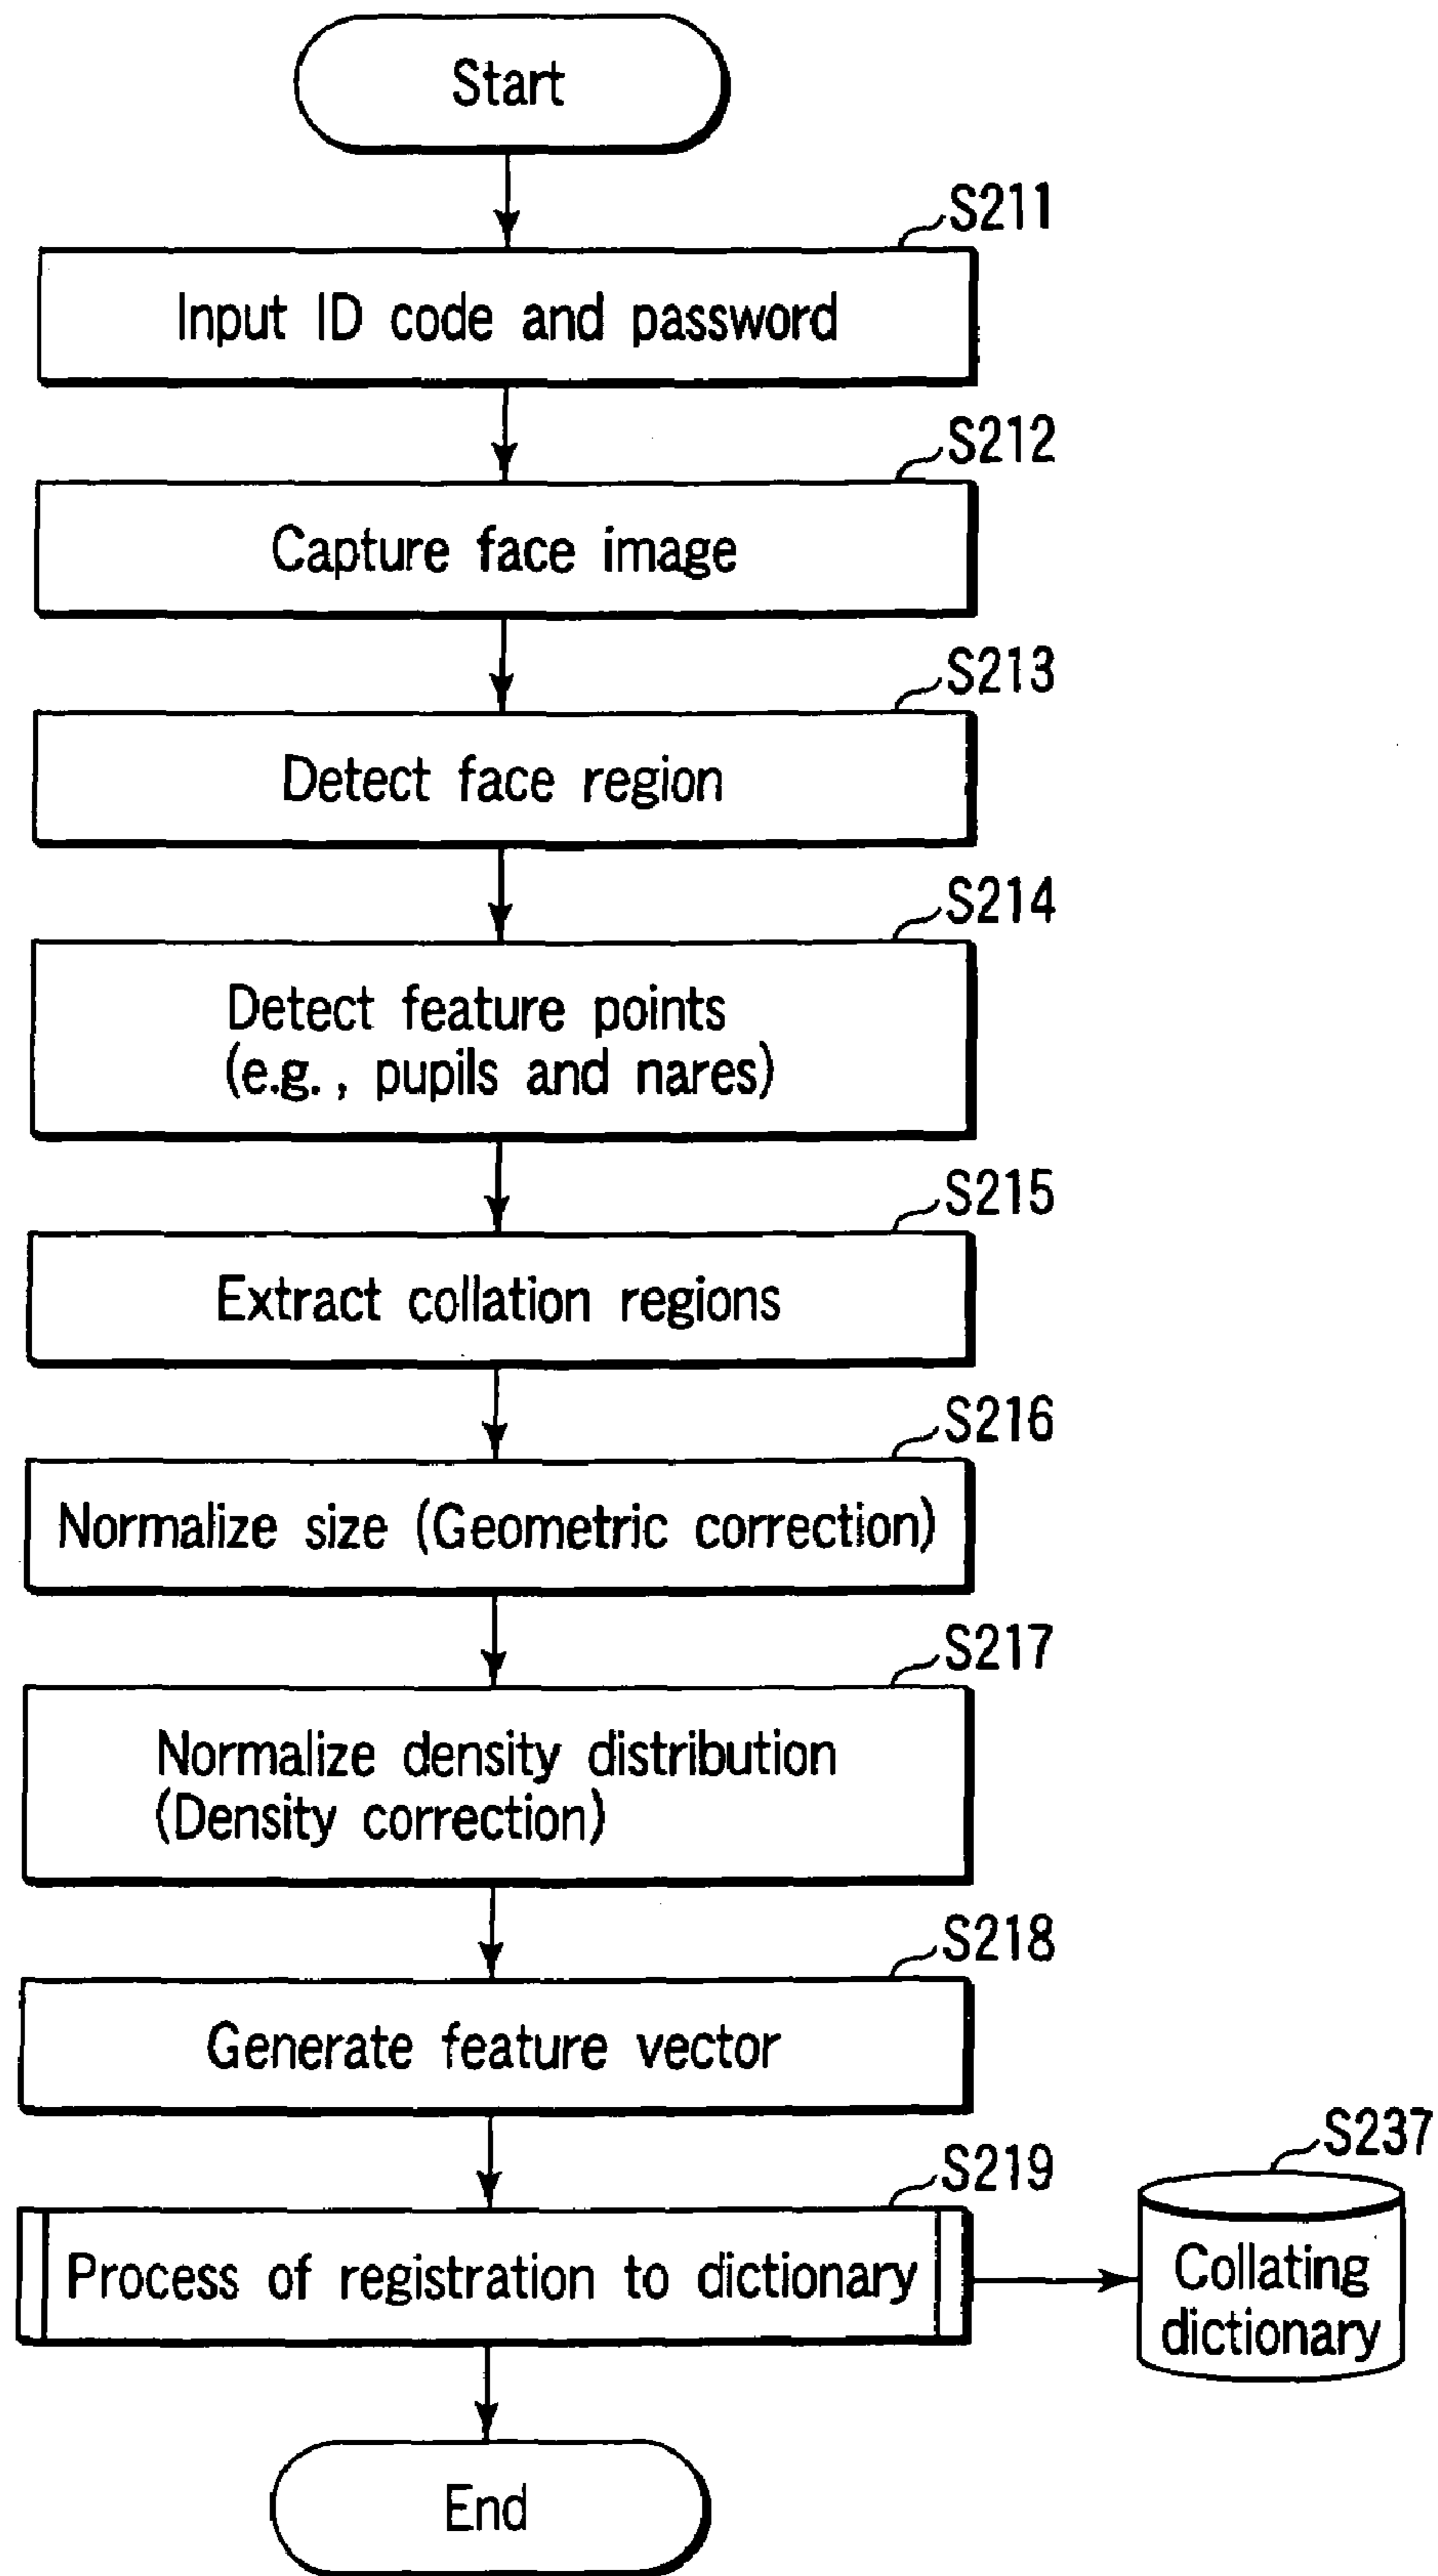 Start
S211
Input ID code and password
S212
Capture face image
S213
Detect face region
S214
Detect feature points
(e.g., pupils and nares)
S215
Extract collation regions
S216
Normalize size (Geometric correction)
S217
Normalize density distribution
(Density correction)
S218
Generate feature vector
S219
Process of registration to dictionary
S237
Collating
dictionary
End